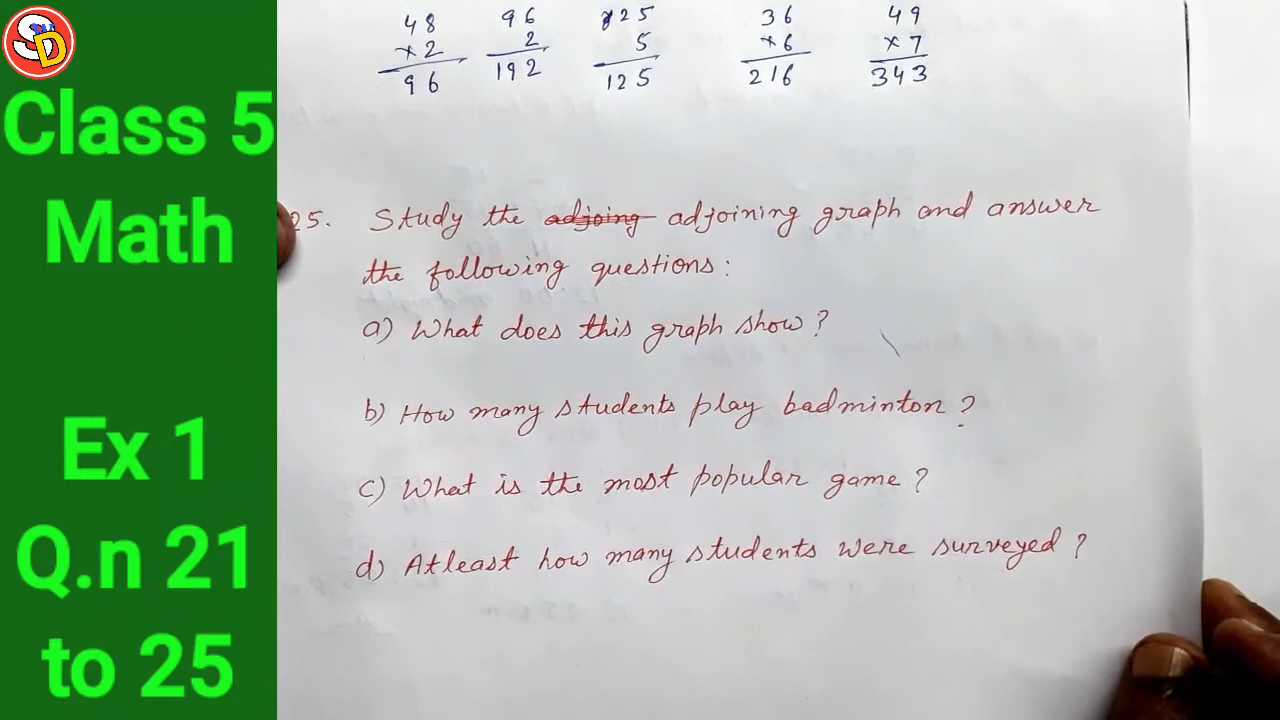 SD
Class 5
Math
Ex 1
Q.n 21
to 25
48 96 25 36 49
×2 2 5 ×6 ×7
96 192 125 216 343
25. Study the adjoing adjoining graph and answer
the following questions:
a) What does this graph show?
b) How many students play badminton?
c) What is the most popular game?
d) Atleast how many students were surveyed?